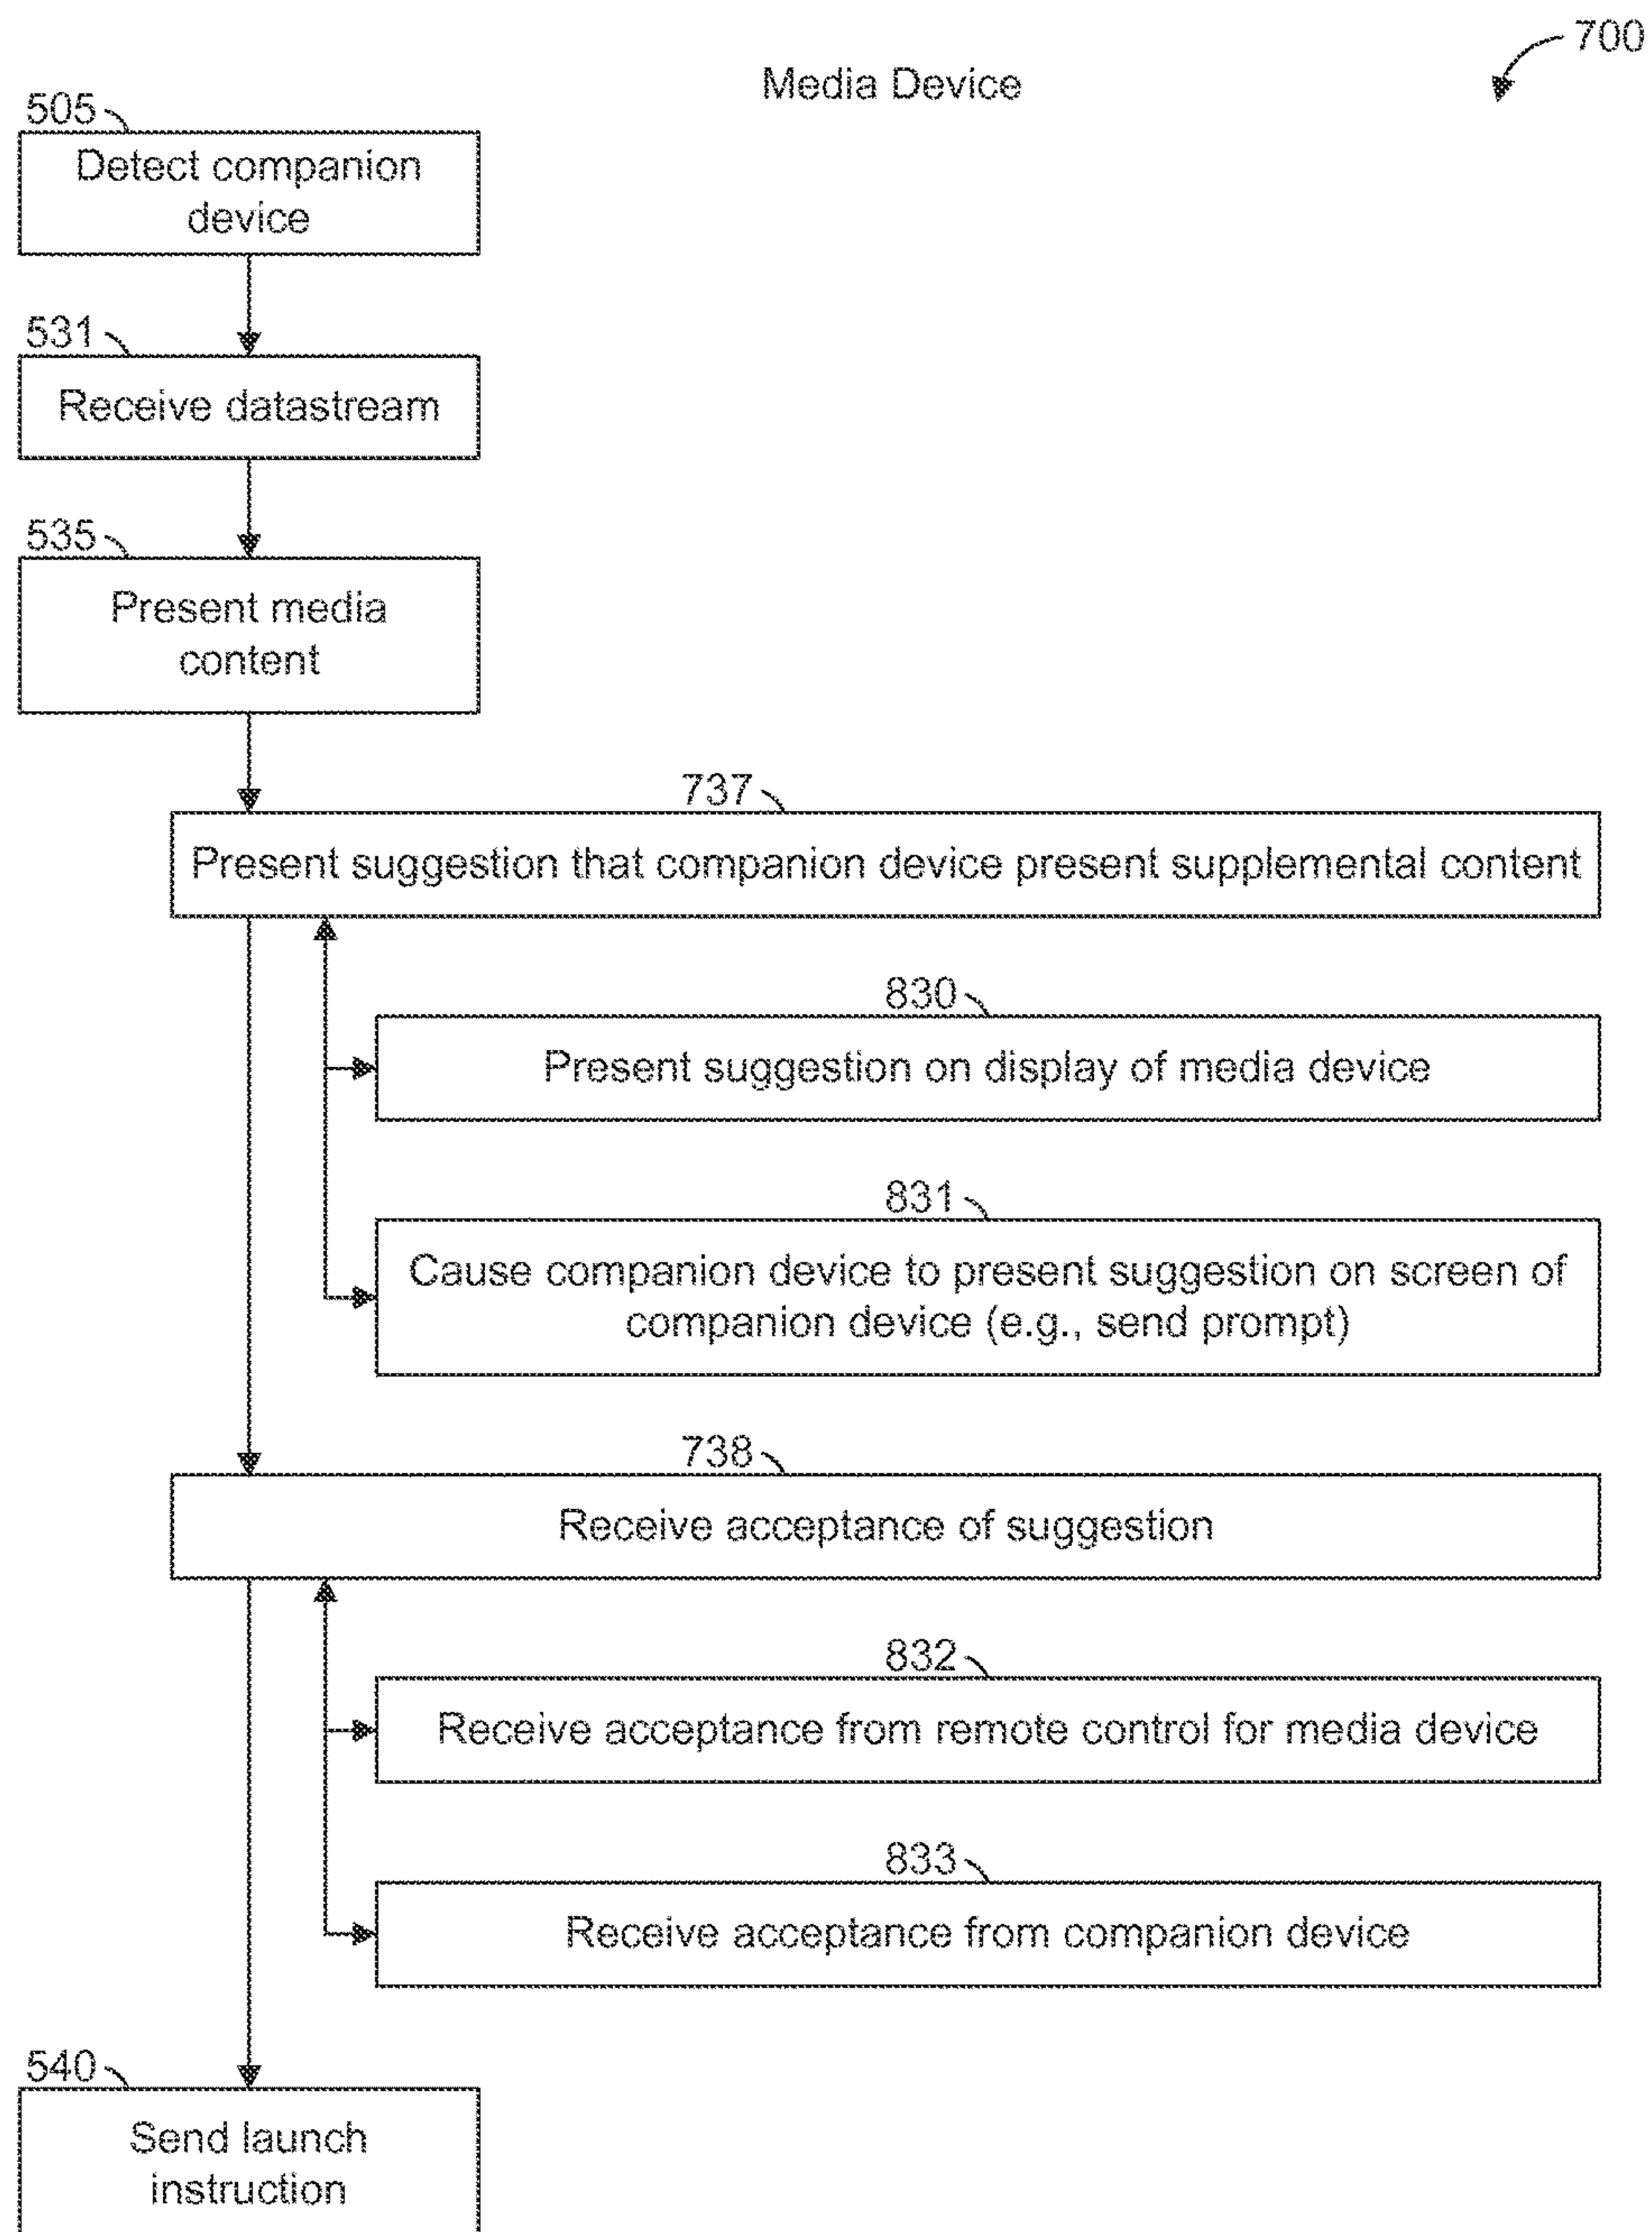 700
Media Device
505
Detect companion
device
531
Receive datastream
535
Present media
content
737
Present suggestion that companion device present supplemental content
830
Present suggestion on display of media device
831
Cause companion device to present suggestion on screen of
companion device (e.g., send prompt)
738
Receive acceptance of suggestion
832
Receive acceptance from remote control for media device
833
Receive acceptance from companion device
540
Send launch
instruction